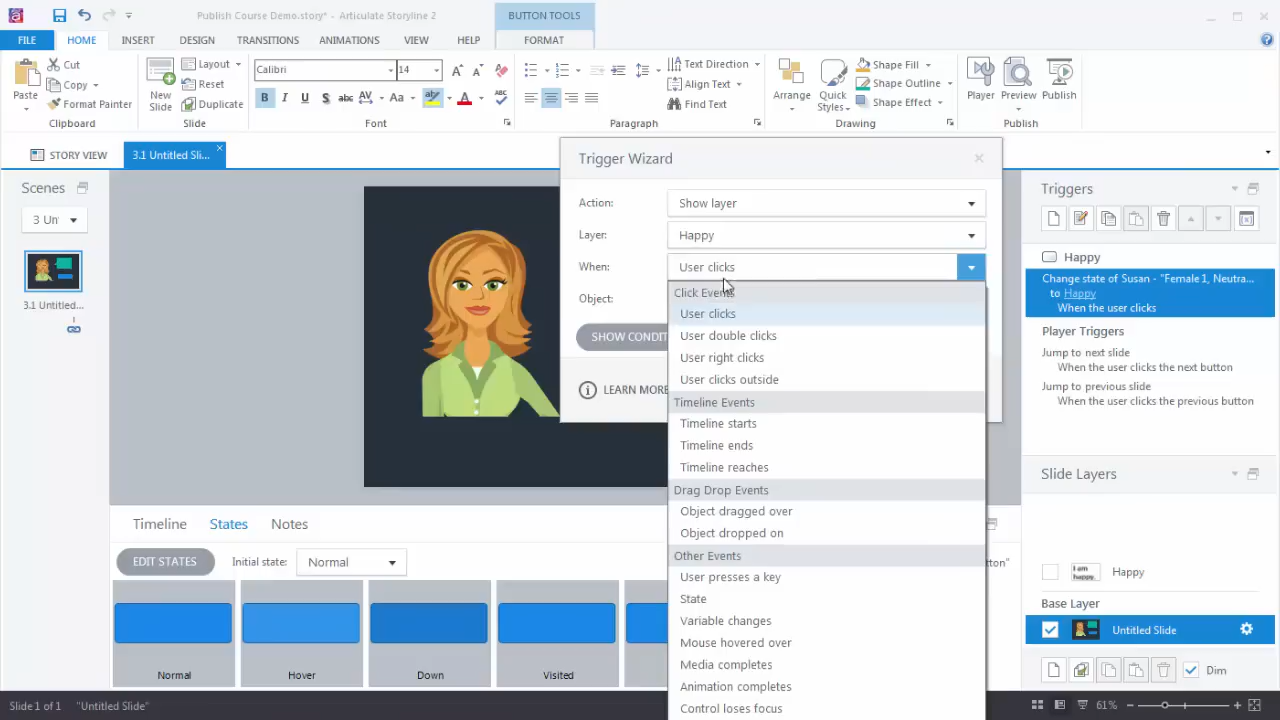 Publish Course Demo.story* - Articulate Storyline 2
BUTTON TOOLS
FILE
HOME
INSERT
DESIGN
TRANSITIONS
ANIMATIONS
VIEW
HELP
FORMAT
Paste
Cut
Copy
Format Painter
Clipboard
New
Slide
Layout
Reset
Duplicate
Slide
Calibri
14
B I U S abc AV Aa
Font
Text Direction
Align Text
Find Text
Paragraph
Arrange
Quick
Styles
Shape Fill
Shape Outline
Shape Effect
Drawing
Player
Preview
Publish
Publish
STORY VIEW
3.1 Untitled Sli...
Scenes
3 Un
3.1 Untitled...
Trigger Wizard
Action:
Show layer
Layer:
Happy
When:
User clicks
Object:
SHOW CONDIT
LEARN MORE
Click Events
User clicks
User double clicks
User right clicks
User clicks outside
Timeline Events
Timeline starts
Timeline ends
Timeline reaches
Drag Drop Events
Object dragged over
Object dropped on
Other Events
User presses a key
State
Variable changes
Mouse hovered over
Media completes
Animation completes
Control loses focus
Triggers
Happy
Change state of Susan - "Female 1, Neutra...
to Happy
When the user clicks
Player Triggers
Jump to next slide
When the user clicks the next button
Jump to previous slide
When the user clicks the previous button
Slide Layers
I am
happy.
Happy
Base Layer
Untitled Slide
Dim
Timeline
States
Notes
EDIT STATES
Initial state:
Normal
tton"
Normal
Hover
Down
Visited
Slide 1 of 1
"Untitled Slide"
61%